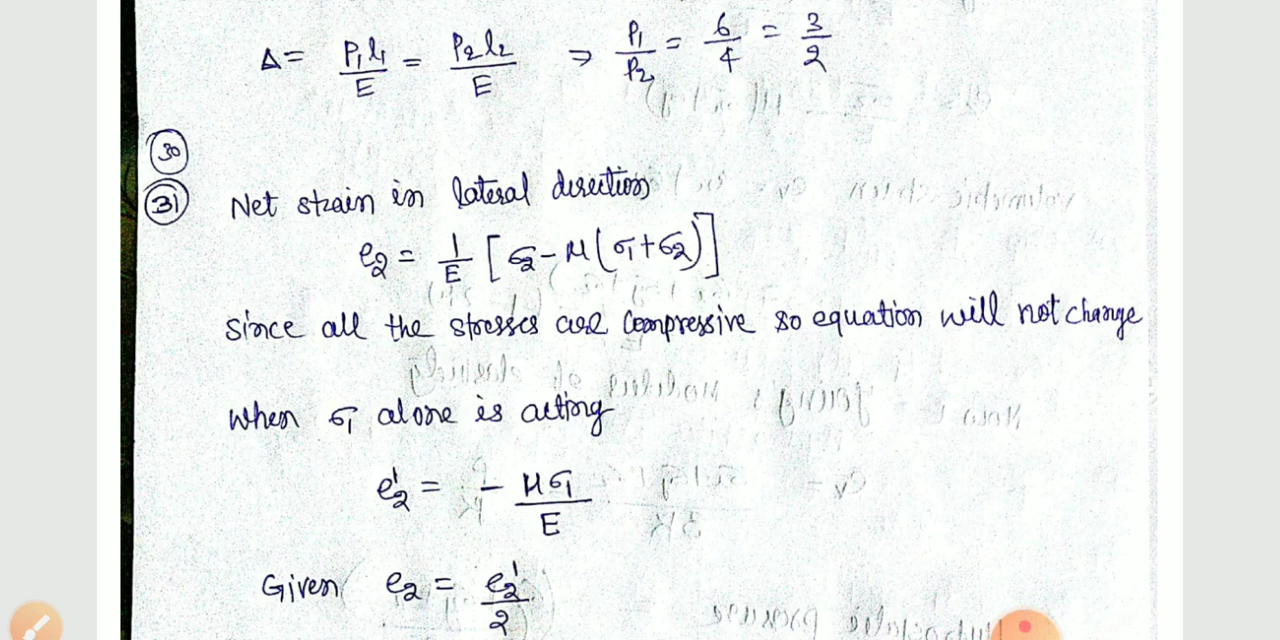 Δ = P₁l₁/E = P₂l₂/E ⇒ P₁/P₂ = 6/4 = 3/2
30
31 Net strain in lateral direction
e₂ = 1/E [σ₂ - μ(σ₁+σ₂)]
Since all the stresses are compressive so equation will not change
when σ₁ alone is acting
e₂' = - μσ₁/E
Given e₂ = e₂'/2